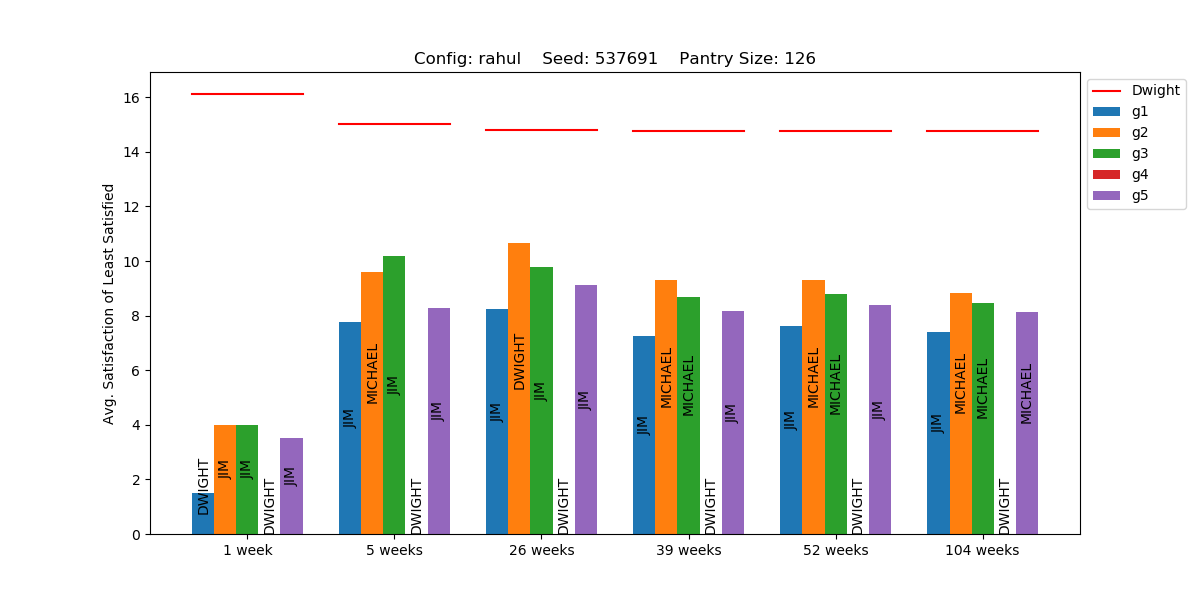 Config: rahul    Seed: 537691    Pantry Size: 126
Avg. Satisfaction of Least Satisfied
16
14
12
10
8
6
4
2
0
DWIGHT
JIM
JIM
DWIGHT
JIM
JIM
MICHAEL
JIM
DWIGHT
JIM
JIM
DWIGHT
JIM
DWIGHT
JIM
JIM
MICHAEL
MICHAEL
DWIGHT
JIM
JIM
MICHAEL
MICHAEL
DWIGHT
JIM
JIM
MICHAEL
MICHAEL
DWIGHT
MICHAEL
1 week
5 weeks
26 weeks
39 weeks
52 weeks
104 weeks
Dwight
g1
g2
g3
g4
g5